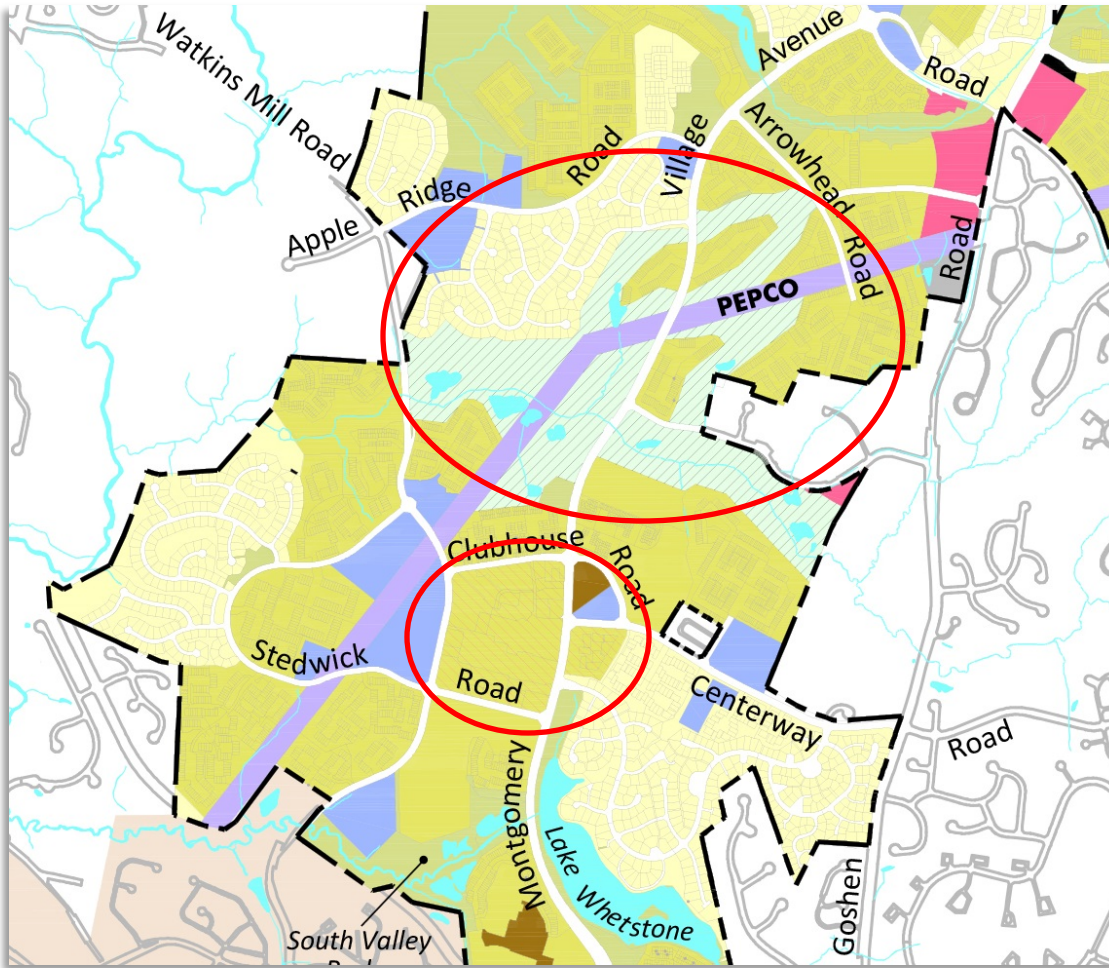 Watkins Mill Road
Avenue
Road
Arrowhead
Road
Village
Road
Ridge
Apple
Road
PEPCO
Clubhouse
Road
Stedwick
Road
Centerway
Road
Montgomery
Lake Whetstone
Goshen
South Valley